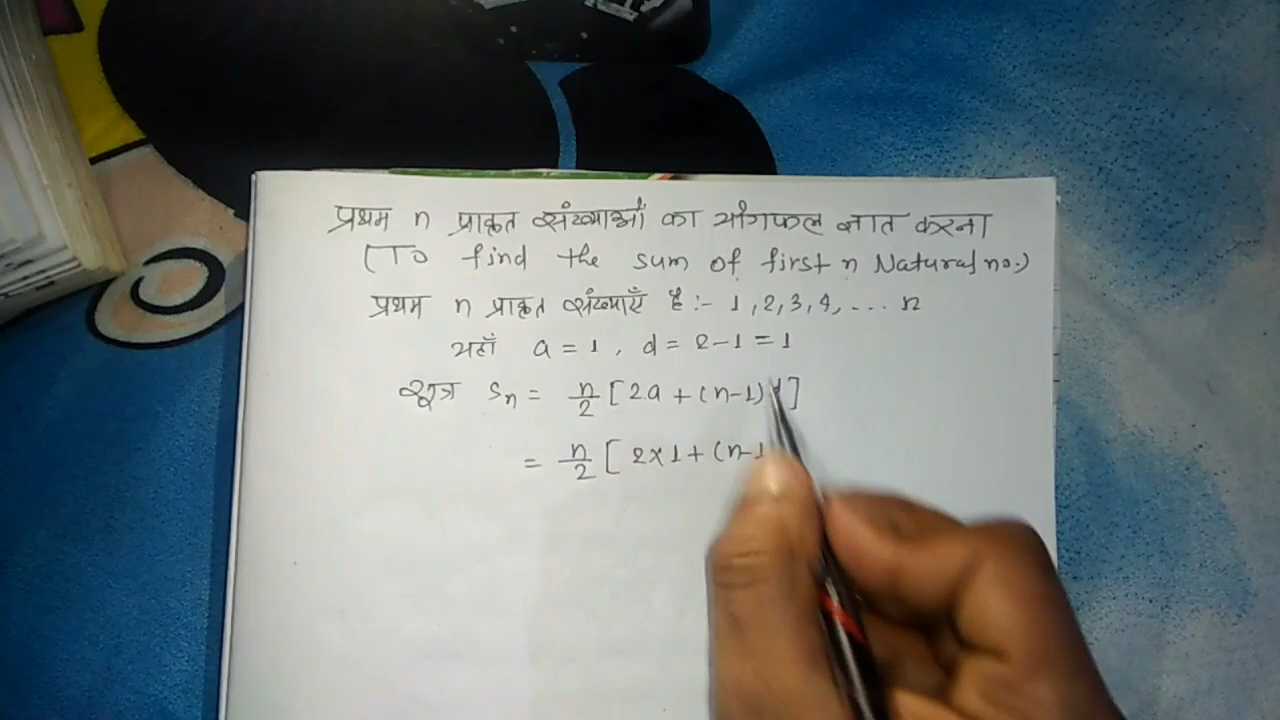 प्रथम n प्राकृत संख्याओं का योगफल ज्ञात करना
(To find the sum of first n Natural no.)
प्रथम n प्राकृत संख्याएँ हैं :- 1, 2, 3, 4, ... n
यहाँ a = 1, d = 2-1 = 1
सूत्र Sn = n/2 [2a + (n-1)d]
= n/2 [2x1 + (n-1